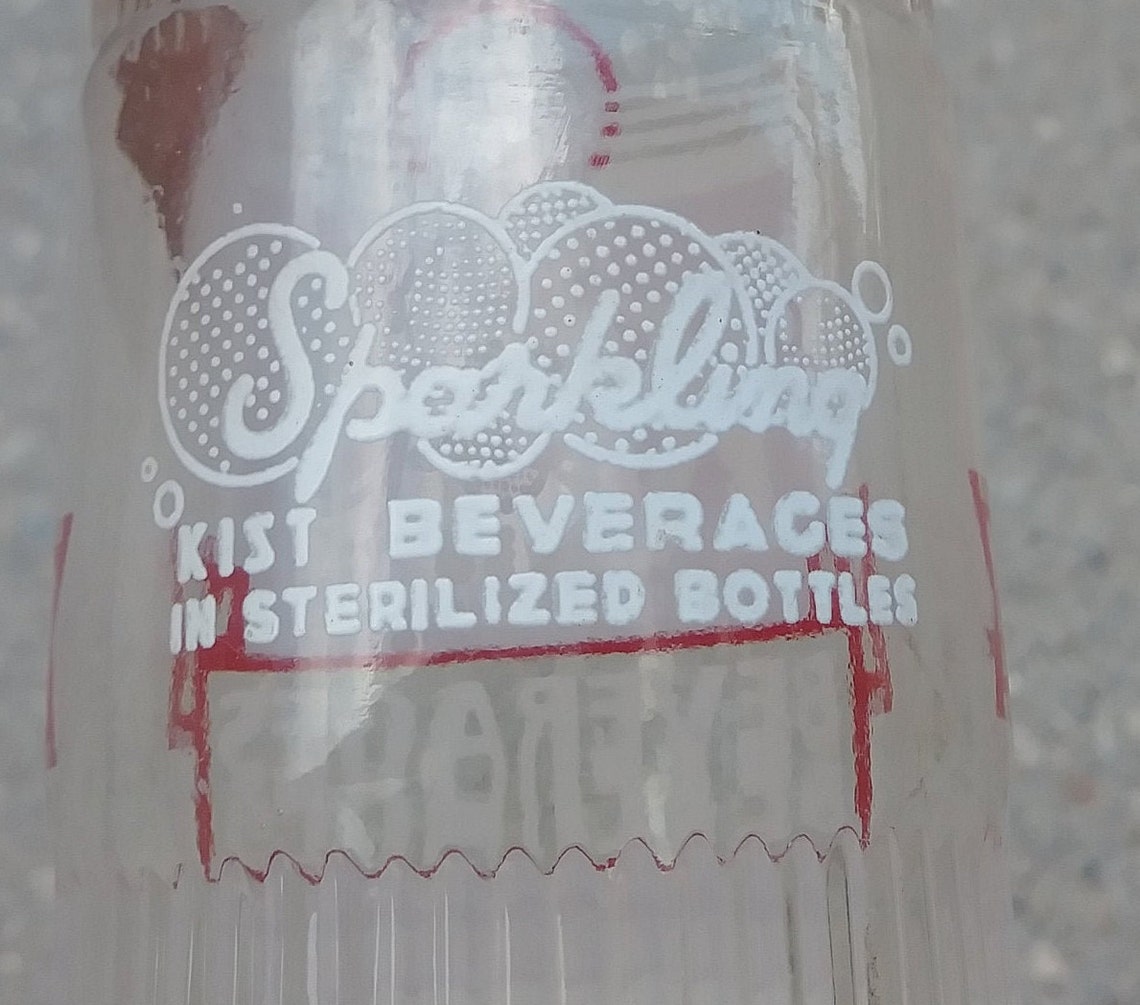 Sparkling
KIST BEVERAGES
IN STERILIZED BOTTLES